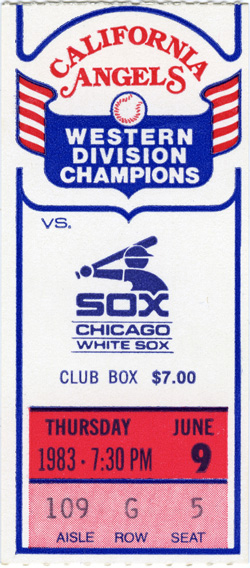 CALIFORNIA
ANGELS
WESTERN
DIVISION
CHAMPIONS
VS.
SOX
CHICAGO
WHITE SOX
CLUB BOX $7.00
THURSDAY JUNE
1983 · 7:30 PM 9
109 G 5
AISLE ROW SEAT